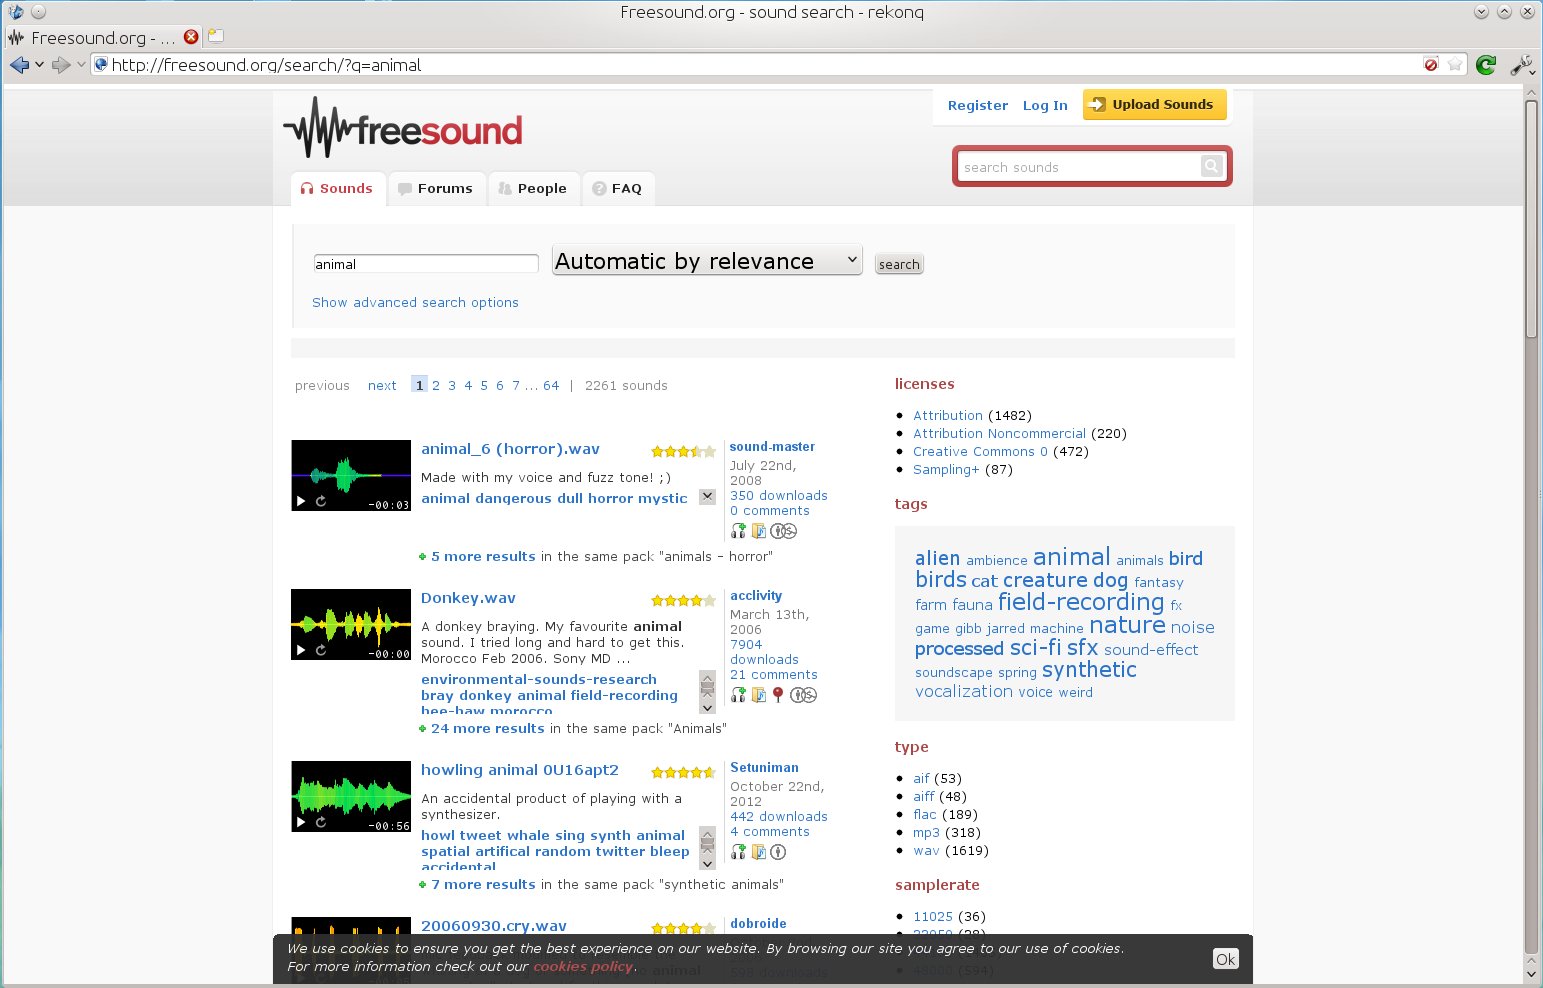 Freesound.org - sound search - rekonq
Freesound.org - ...
http://freesound.org/search/?q=animal
freesound
Register Log In Upload Sounds
search sounds
Sounds Forums People FAQ
animal Automatic by relevance search
Show advanced search options
previous next 1 2 3 4 5 6 7 ... 64 | 2261 sounds
animal_6 (horror).wav
Made with my voice and fuzz tone! ;)
animal dangerous dull horror mystic
-00:03
sound-master
July 22nd,
2008
350 downloads
0 comments
5 more results in the same pack "animals - horror"
Donkey.wav
A donkey braying. My favourite animal
sound. I tried long and hard to get this.
Morocco Feb 2006. Sony MD ...
environmental-sounds-research
bray donkey animal field-recording
hee-haw morocco
-00:00
acclivity
March 13th,
2006
7904
downloads
21 comments
24 more results in the same pack "Animals"
howling animal 0U16apt2
An accidental product of playing with a
synthesizer.
howl tweet whale sing synth animal
spatial artifical random twitter bleep
accidental
-00:56
Setuniman
October 22nd,
2012
442 downloads
4 comments
7 more results in the same pack "synthetic animals"
20060930.cry.wav
dobroide
598 downloads
animal
licenses
Attribution (1482)
Attribution Noncommercial (220)
Creative Commons 0 (472)
Sampling+ (87)
tags
alien ambience animal animals bird
birds cat creature dog fantasy
farm fauna field-recording fx
game gibb jarred machine nature noise
processed sci-fi sfx sound-effect
soundscape spring synthetic
vocalization voice weird
type
aif (53)
aiff (48)
flac (189)
mp3 (318)
wav (1619)
samplerate
11025 (36)
48000 (594)
We use cookies to ensure you get the best experience on our website. By browsing our site you agree to our use of cookies.
For more information check out our cookies policy.
Ok